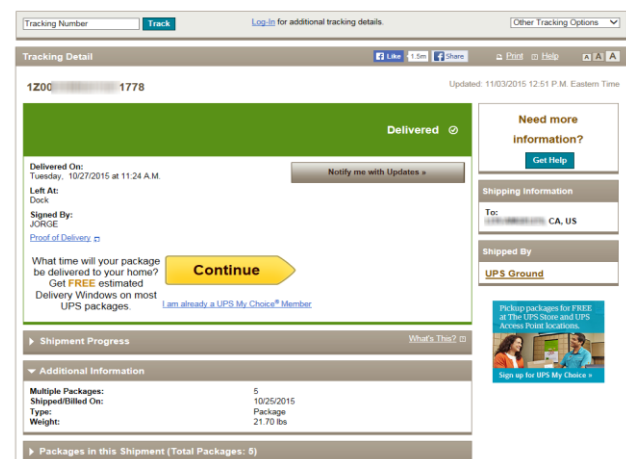 Tracking Number
Track
Log-In for additional tracking details.
Other Tracking Options
Tracking Detail
Like 1.5m Share
Print Help A A A
1Z00 1778
Updated: 11/03/2015 12:51 P.M. Eastern Time
Delivered
Delivered On:
Tuesday, 10/27/2015 at 11:24 A.M.
Notify me with Updates »
Left At:
Dock
Signed By:
JORGE
Proof of Delivery
What time will your package
be delivered to your home?
Get FREE estimated
Delivery Windows on most
UPS packages.
Continue
I am already a UPS My Choice® Member
Need more
information?
Get Help
Shipping Information
To:
CA, US
Shipped By
UPS Ground
Pickup packages for FREE
at The UPS Store and UPS
Access Point locations.
Sign up for UPS My Choice »
Shipment Progress
What's This?
Additional Information
Multiple Packages: 5
Shipped/Billed On: 10/25/2015
Type: Package
Weight: 21.70 lbs
Packages in this Shipment (Total Packages: 5)